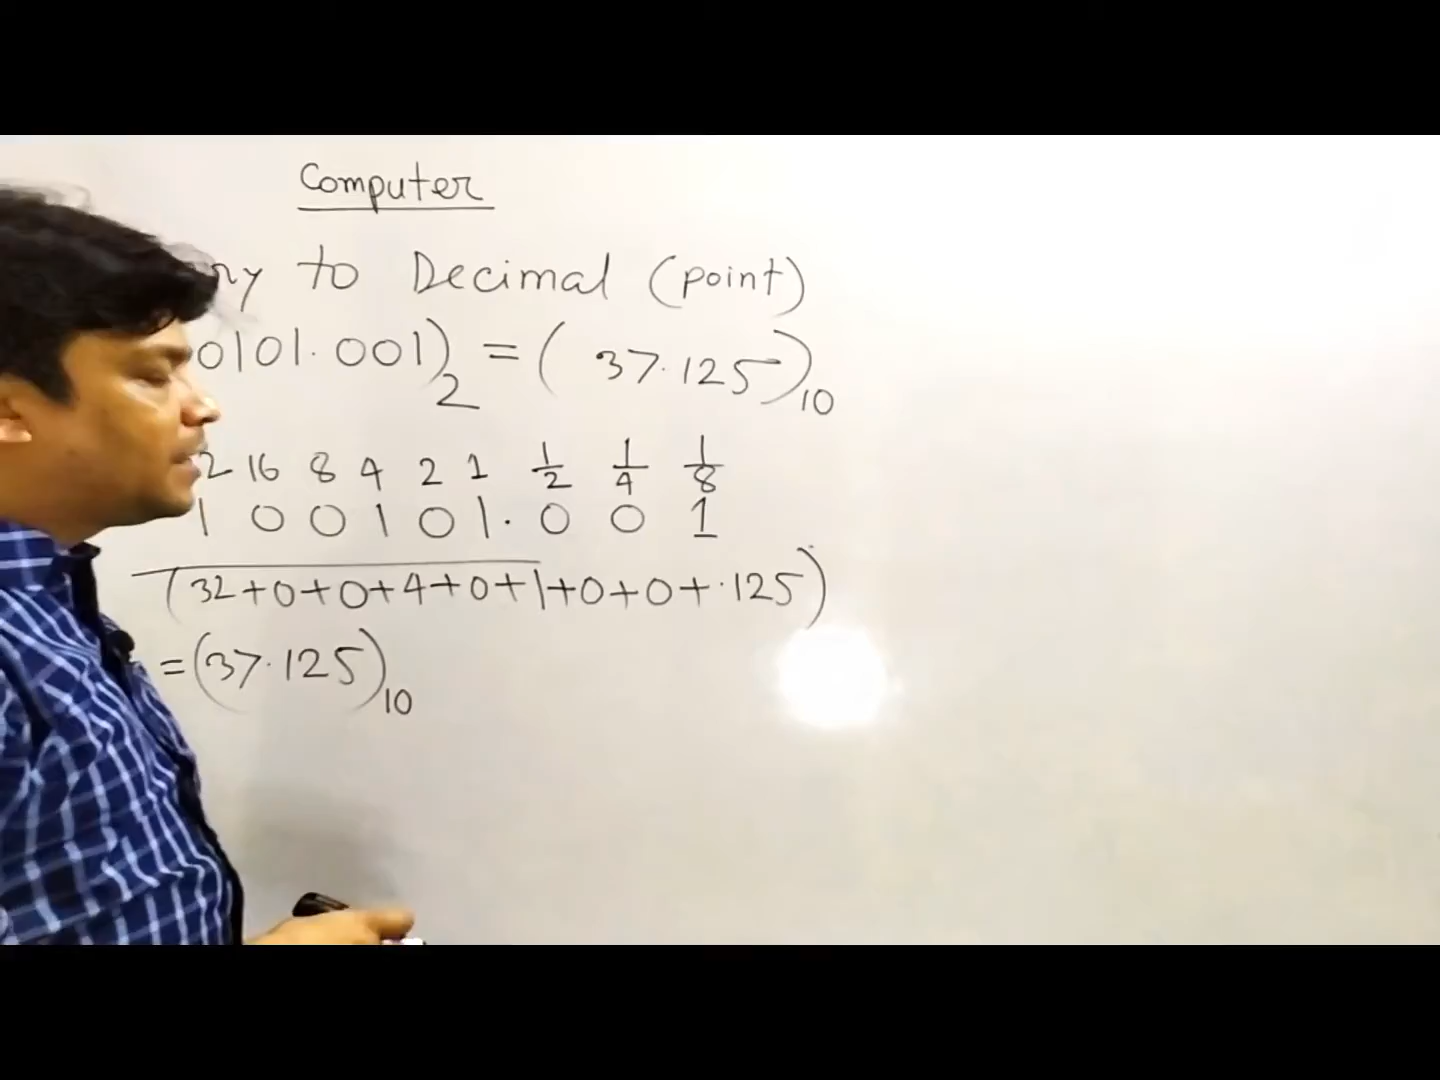 Computer
ry to Decimal (point)
0101.001)2 = ( 37.125)10
2 16 8 4 2 1 1/2 1/4 1/8
1 0 0 1 0 1. 0 0 1
(32+0+0+4+0+1+0+0+.125)
=(37.125)10